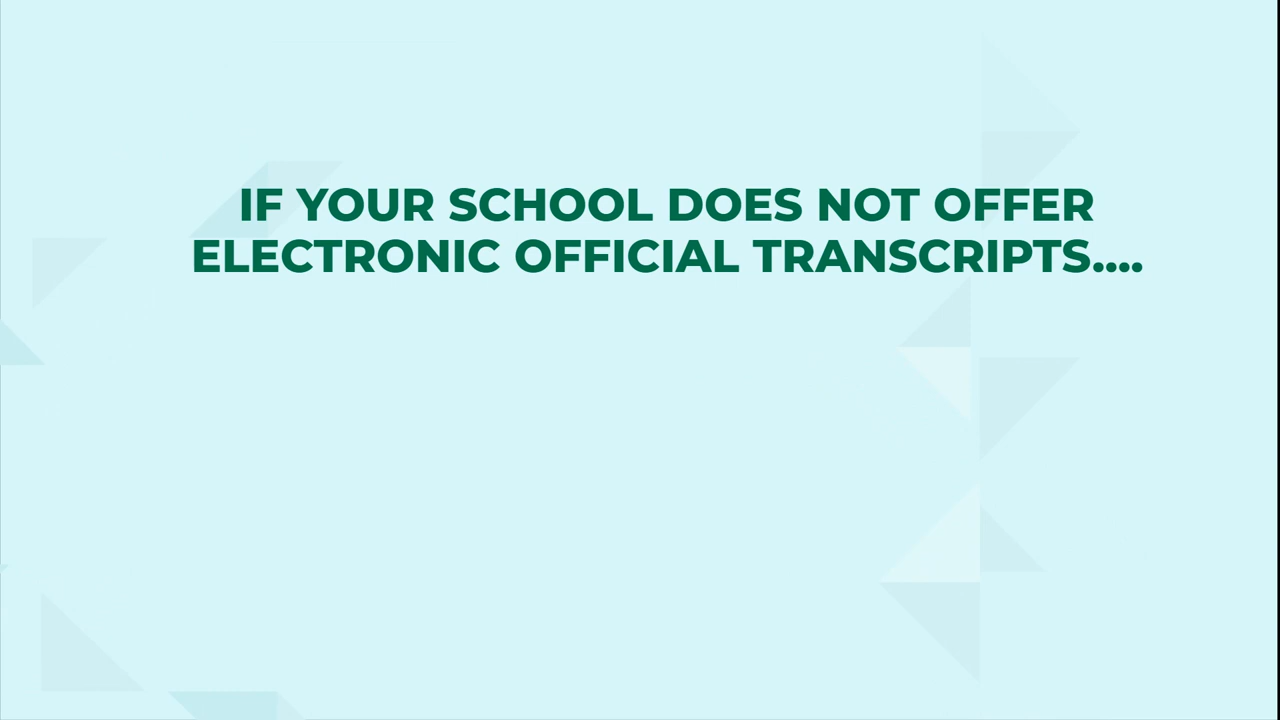 IF YOUR SCHOOL DOES NOT OFFER
ELECTRONIC OFFICIAL TRANSCRIPTS....